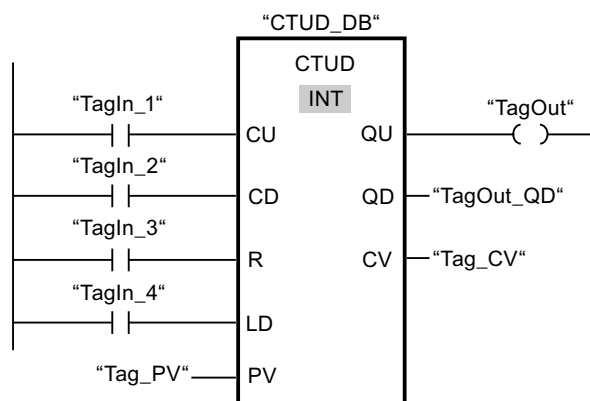 "CTUD_DB"
CTUD
INT
“TagIn_1“
CU
QU
“TagOut“
“TagIn_2“
CD
QD
“TagOut_QD“
“TagIn_3“
R
CV
“Tag_CV“
“TagIn_4“
LD
“Tag_PV“
PV